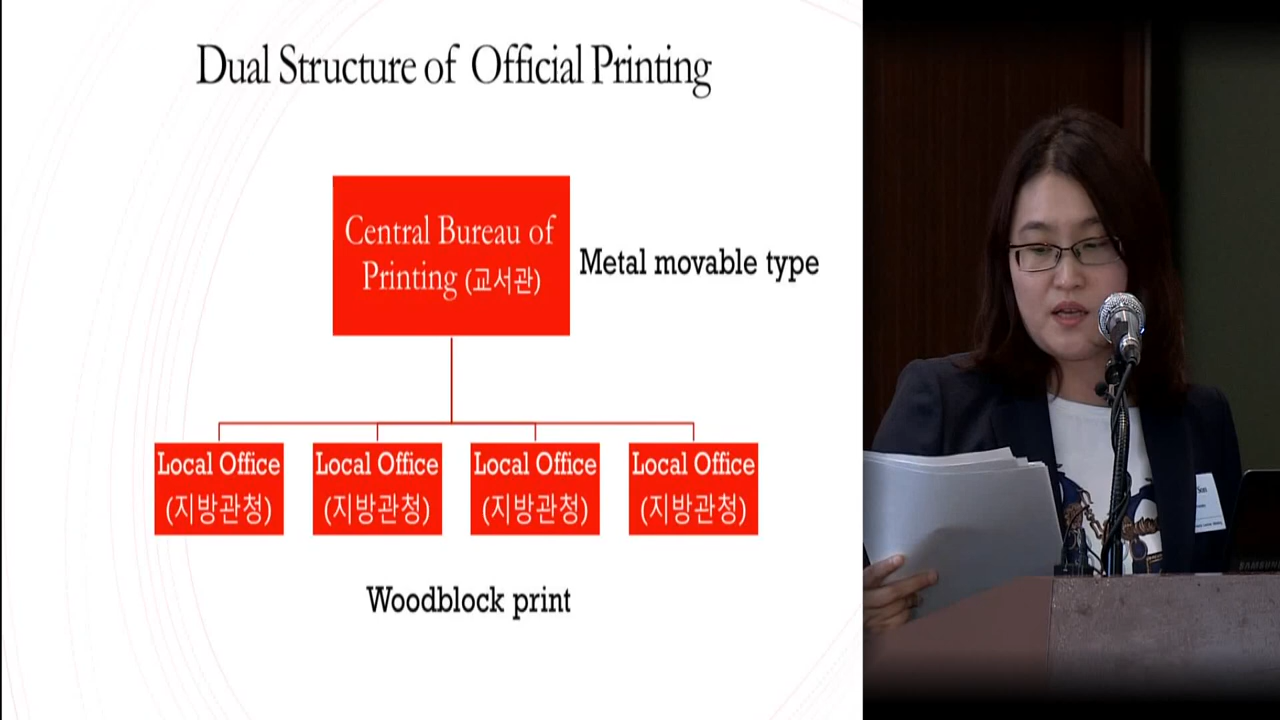 Dual Structure of Official Printing
Central Bureau of
Printing (교서관)
Metal movable type
Local Office
(지방관청)
Local Office
(지방관청)
Local Office
(지방관청)
Local Office
(지방관청)
Woodblock print
SAMSUNG